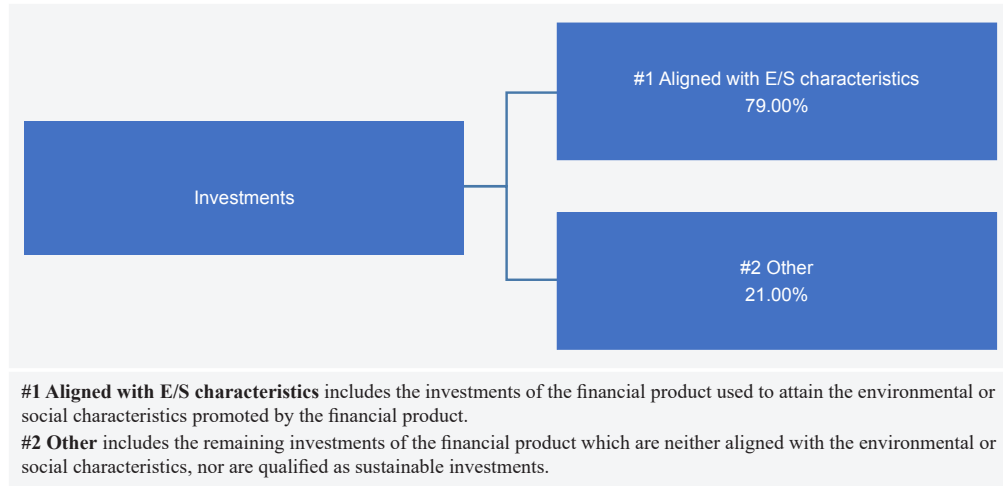 #1 Aligned with E/S characteristics
79.00%
Investments
#2 Other
21.00%
#1 Aligned with E/S characteristics includes the investments of the financial product used to attain the environmental or
social characteristics promoted by the financial product.
#2 Other includes the remaining investments of the financial product which are neither aligned with the environmental or
social characteristics, nor are qualified as sustainable investments.